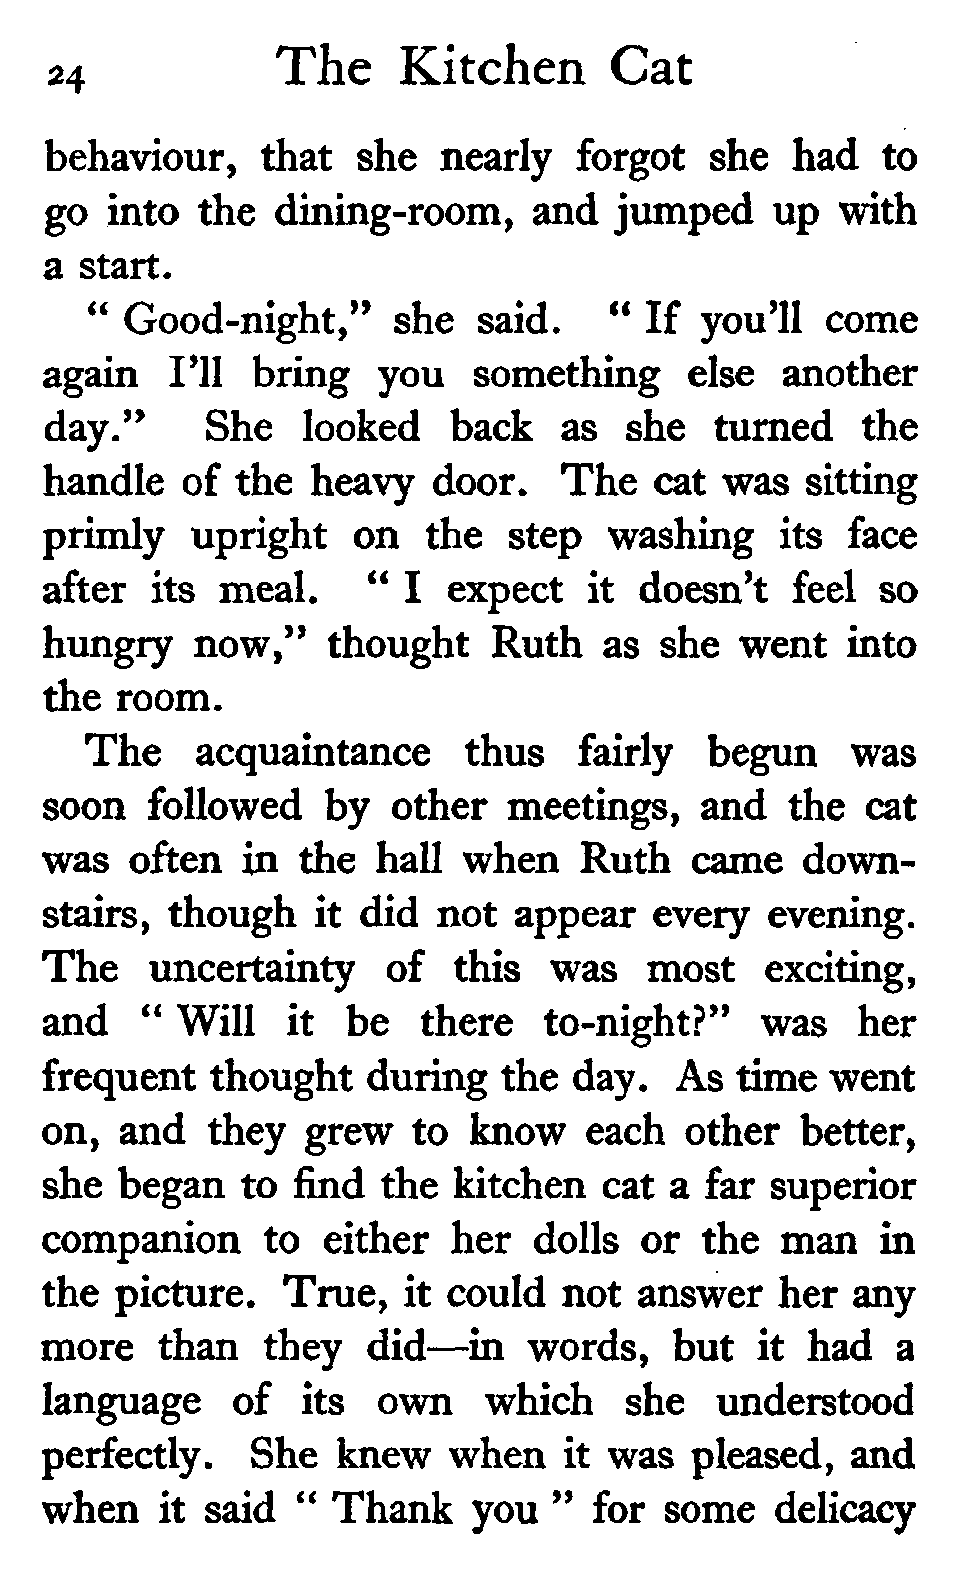 24 The Kitchen Cat
behaviour, that she nearly forgot she had to
go into the dining-room, and jumped up with
a start.
“ Good-night,” she said. “ If you’ll come
again I’ll bring you something else another
day.” She looked back as she turned the
handle of the heavy door. The cat was sitting
primly upright on the step washing its face
after its meal. “ I expect it doesn’t feel so
hungry now,” thought Ruth as she went into
the room.
The acquaintance thus fairly begun was
soon followed by other meetings, and the cat
was often in the hall when Ruth came down-
stairs, though it did not appear every evening.
The uncertainty of this was most exciting,
and “ Will it be there to-night?” was her
frequent thought during the day. As time went
on, and they grew to know each other better,
she began to find the kitchen cat a far superior
companion to either her dolls or the man in
the picture. True, it could not answer her any
more than they did—in words, but it had a
language of its own which she understood
perfectly. She knew when it was pleased, and
when it said “ Thank you ” for some delicacy